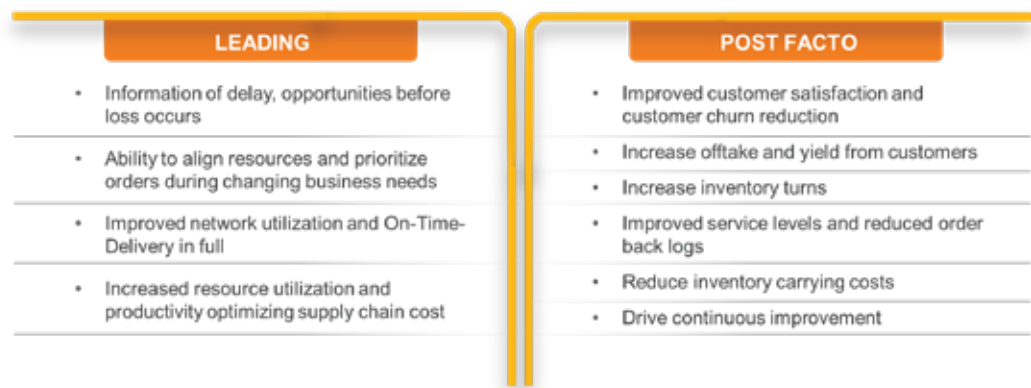 LEADING
• Information of delay, opportunities before
loss occurs
• Ability to align resources and prioritize
orders during changing business needs
• Improved network utilization and On-Time-
Delivery in full
• Increased resource utilization and
productivity optimizing supply chain cost
POST FACTO
• Improved customer satisfaction and
customer churn reduction
• Increase offtake and yield from customers
• Increase inventory turns
• Improved service levels and reduced order
back logs
• Reduce inventory carrying costs
• Drive continuous improvement